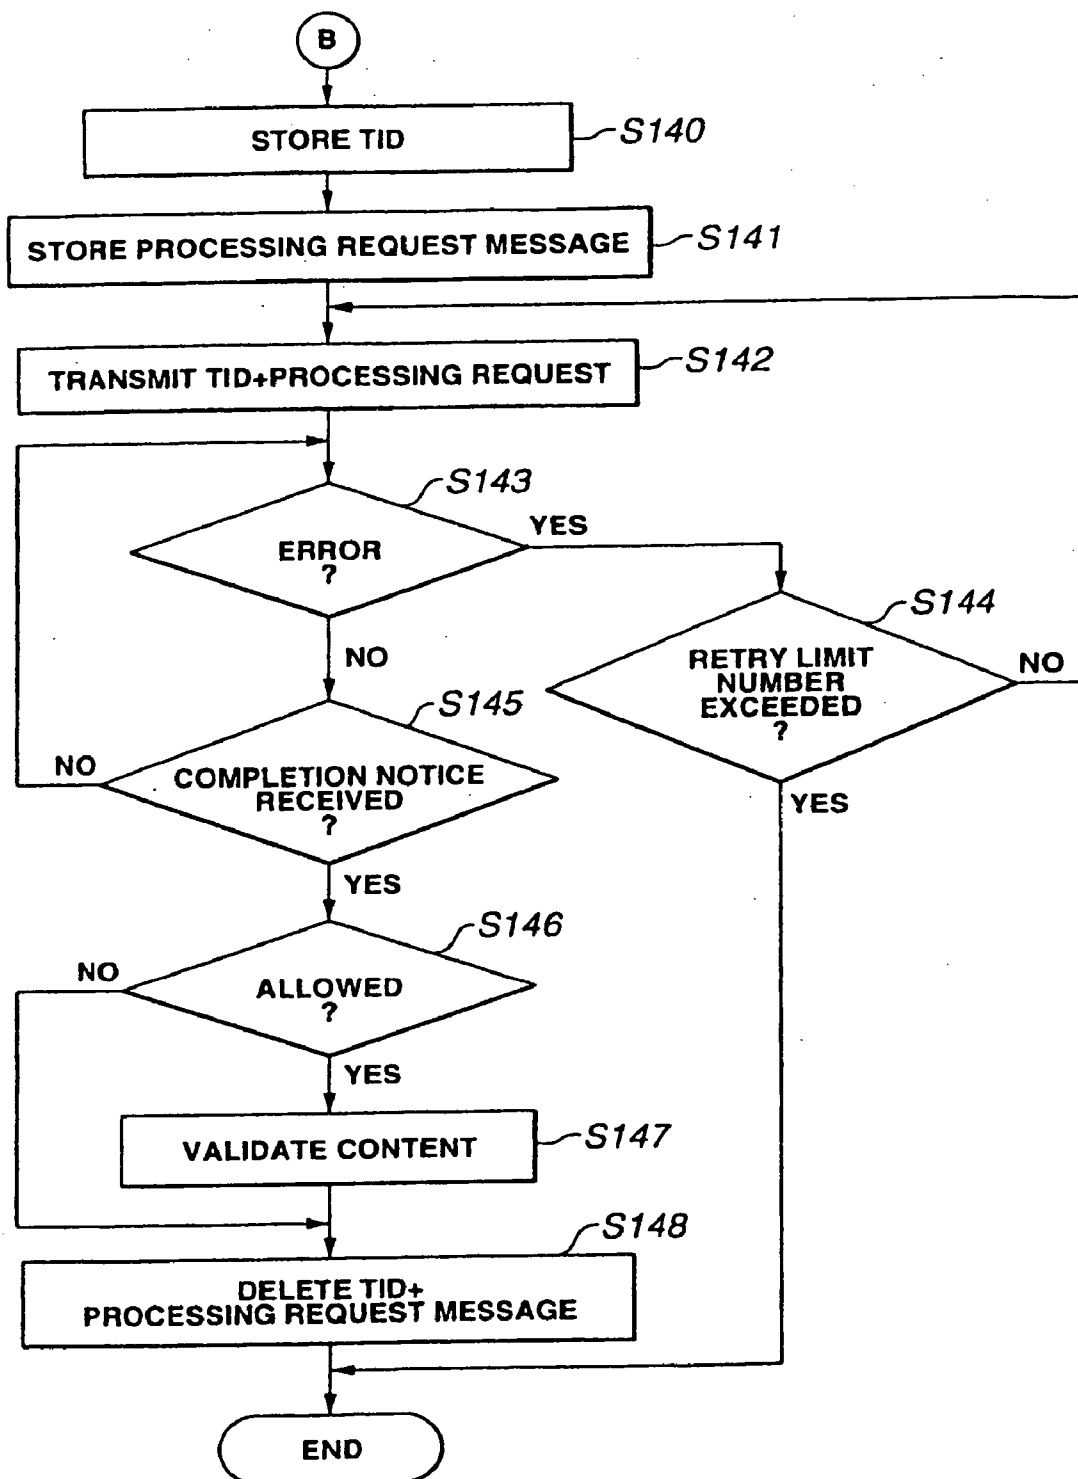 B
STORE TID
S140
STORE PROCESSING REQUEST MESSAGE
S141
TRANSMIT TID+PROCESSING REQUEST
S142
S143
ERROR
?
YES
NO
S144
RETRY LIMIT
NUMBER
EXCEEDED
?
NO
YES
S145
COMPLETION NOTICE
RECEIVED
?
NO
YES
S146
ALLOWED
?
NO
YES
VALIDATE CONTENT
S147
S148
DELETE TID+
PROCESSING REQUEST MESSAGE
END